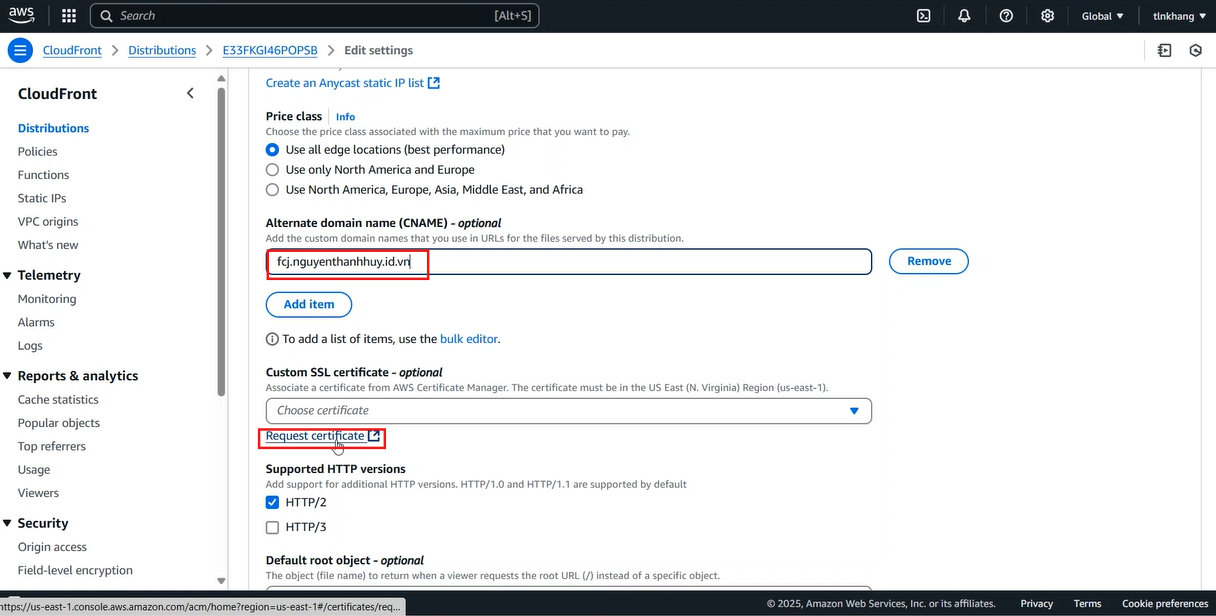 aws
Search [Alt+S] Global tlnkhang
CloudFront Distributions E33FKGI46POPSB Edit settings
CloudFront
Distributions
Policies
Functions
Static IPs
VPC origins
What's new
Telemetry
Monitoring
Alarms
Logs
Reports & analytics
Cache statistics
Popular objects
Top referrers
Usage
Viewers
Security
Origin access
Field-level encryption
Create an Anycast static IP list
Price class Info
Choose the price class associated with the maximum price that you want to pay.
Use all edge locations (best performance)
Use only North America and Europe
Use North America, Europe, Asia, Middle East, and Africa
Alternate domain name (CNAME) - optional
Add the custom domain names that you use in URLs for the files served by this distribution.
fcj.nguyenthanhhuy.id.vn
Remove
Add item
To add a list of items, use the bulk editor.
Custom SSL certificate - optional
Associate a certificate from AWS Certificate Manager. The certificate must be in the US East (N. Virginia) Region (us-east-1).
Choose certificate
Request certificate
Supported HTTP versions
Add support for additional HTTP versions. HTTP/1.0 and HTTP/1.1 are supported by default
HTTP/2
HTTP/3
Default root object - optional
The object (file name) to return when a viewer requests the root URL (/) instead of a specific object.
https://us-east-1.console.aws.amazon.com/acm/home?region=us-east-1#/certificates/req...
© 2025, Amazon Web Services, Inc. or its affiliates. Privacy Terms Cookie preferences